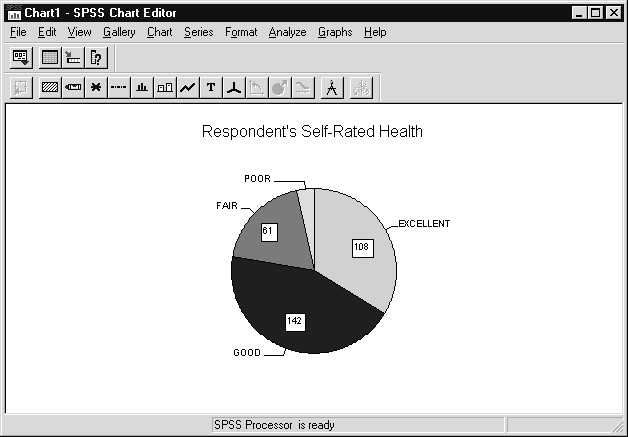 Chart1 - SPSS Chart Editor
File Edit View Gallery Chart Series Format Analyze Graphs Help
T
Respondent's Self-Rated Health
POOR
FAIR
EXCELLENT
61
108
142
GOOD
SPSS Processor is ready